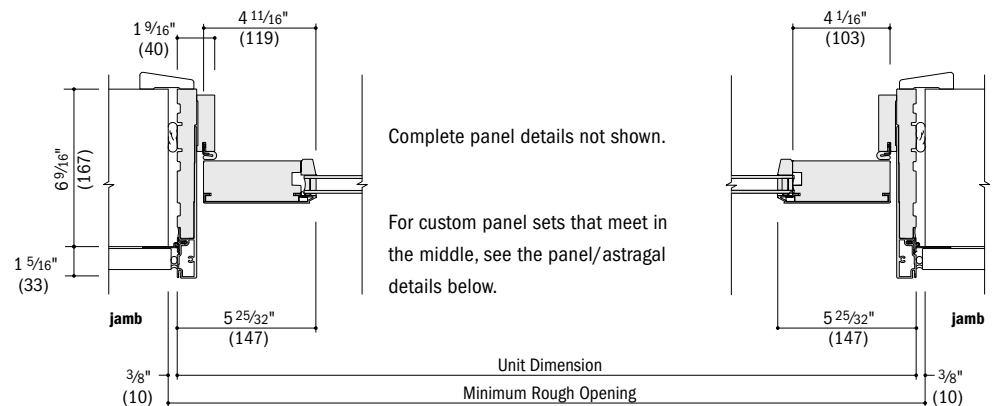 4 11/16"
(119)
1 9/16"
(40)
4 1/16"
(103)
Complete panel details not shown.
6 9/16"
(167)
For custom panel sets that meet in
the middle, see the panel/astragal
details below.
1 5/16"
(33)
jamb
5 25/32"
(147)
5 25/32"
(147)
jamb
Unit Dimension
3/8"
(10)
Minimum Rough Opening
3/8"
(10)